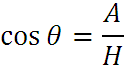 cos θ = A/H